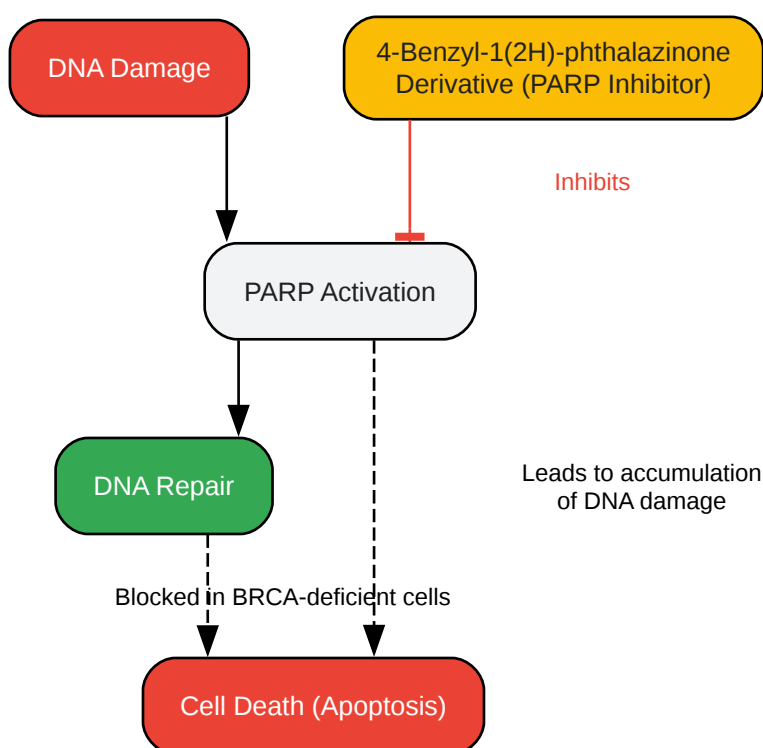 DNA Damage
4-Benzyl-1(2H)-phthalazinone
Derivative (PARP Inhibitor)
Inhibits
PARP Activation
DNA Repair
Leads to accumulation
of DNA damage
Blocked in BRCA-deficient cells
Cell Death (Apoptosis)